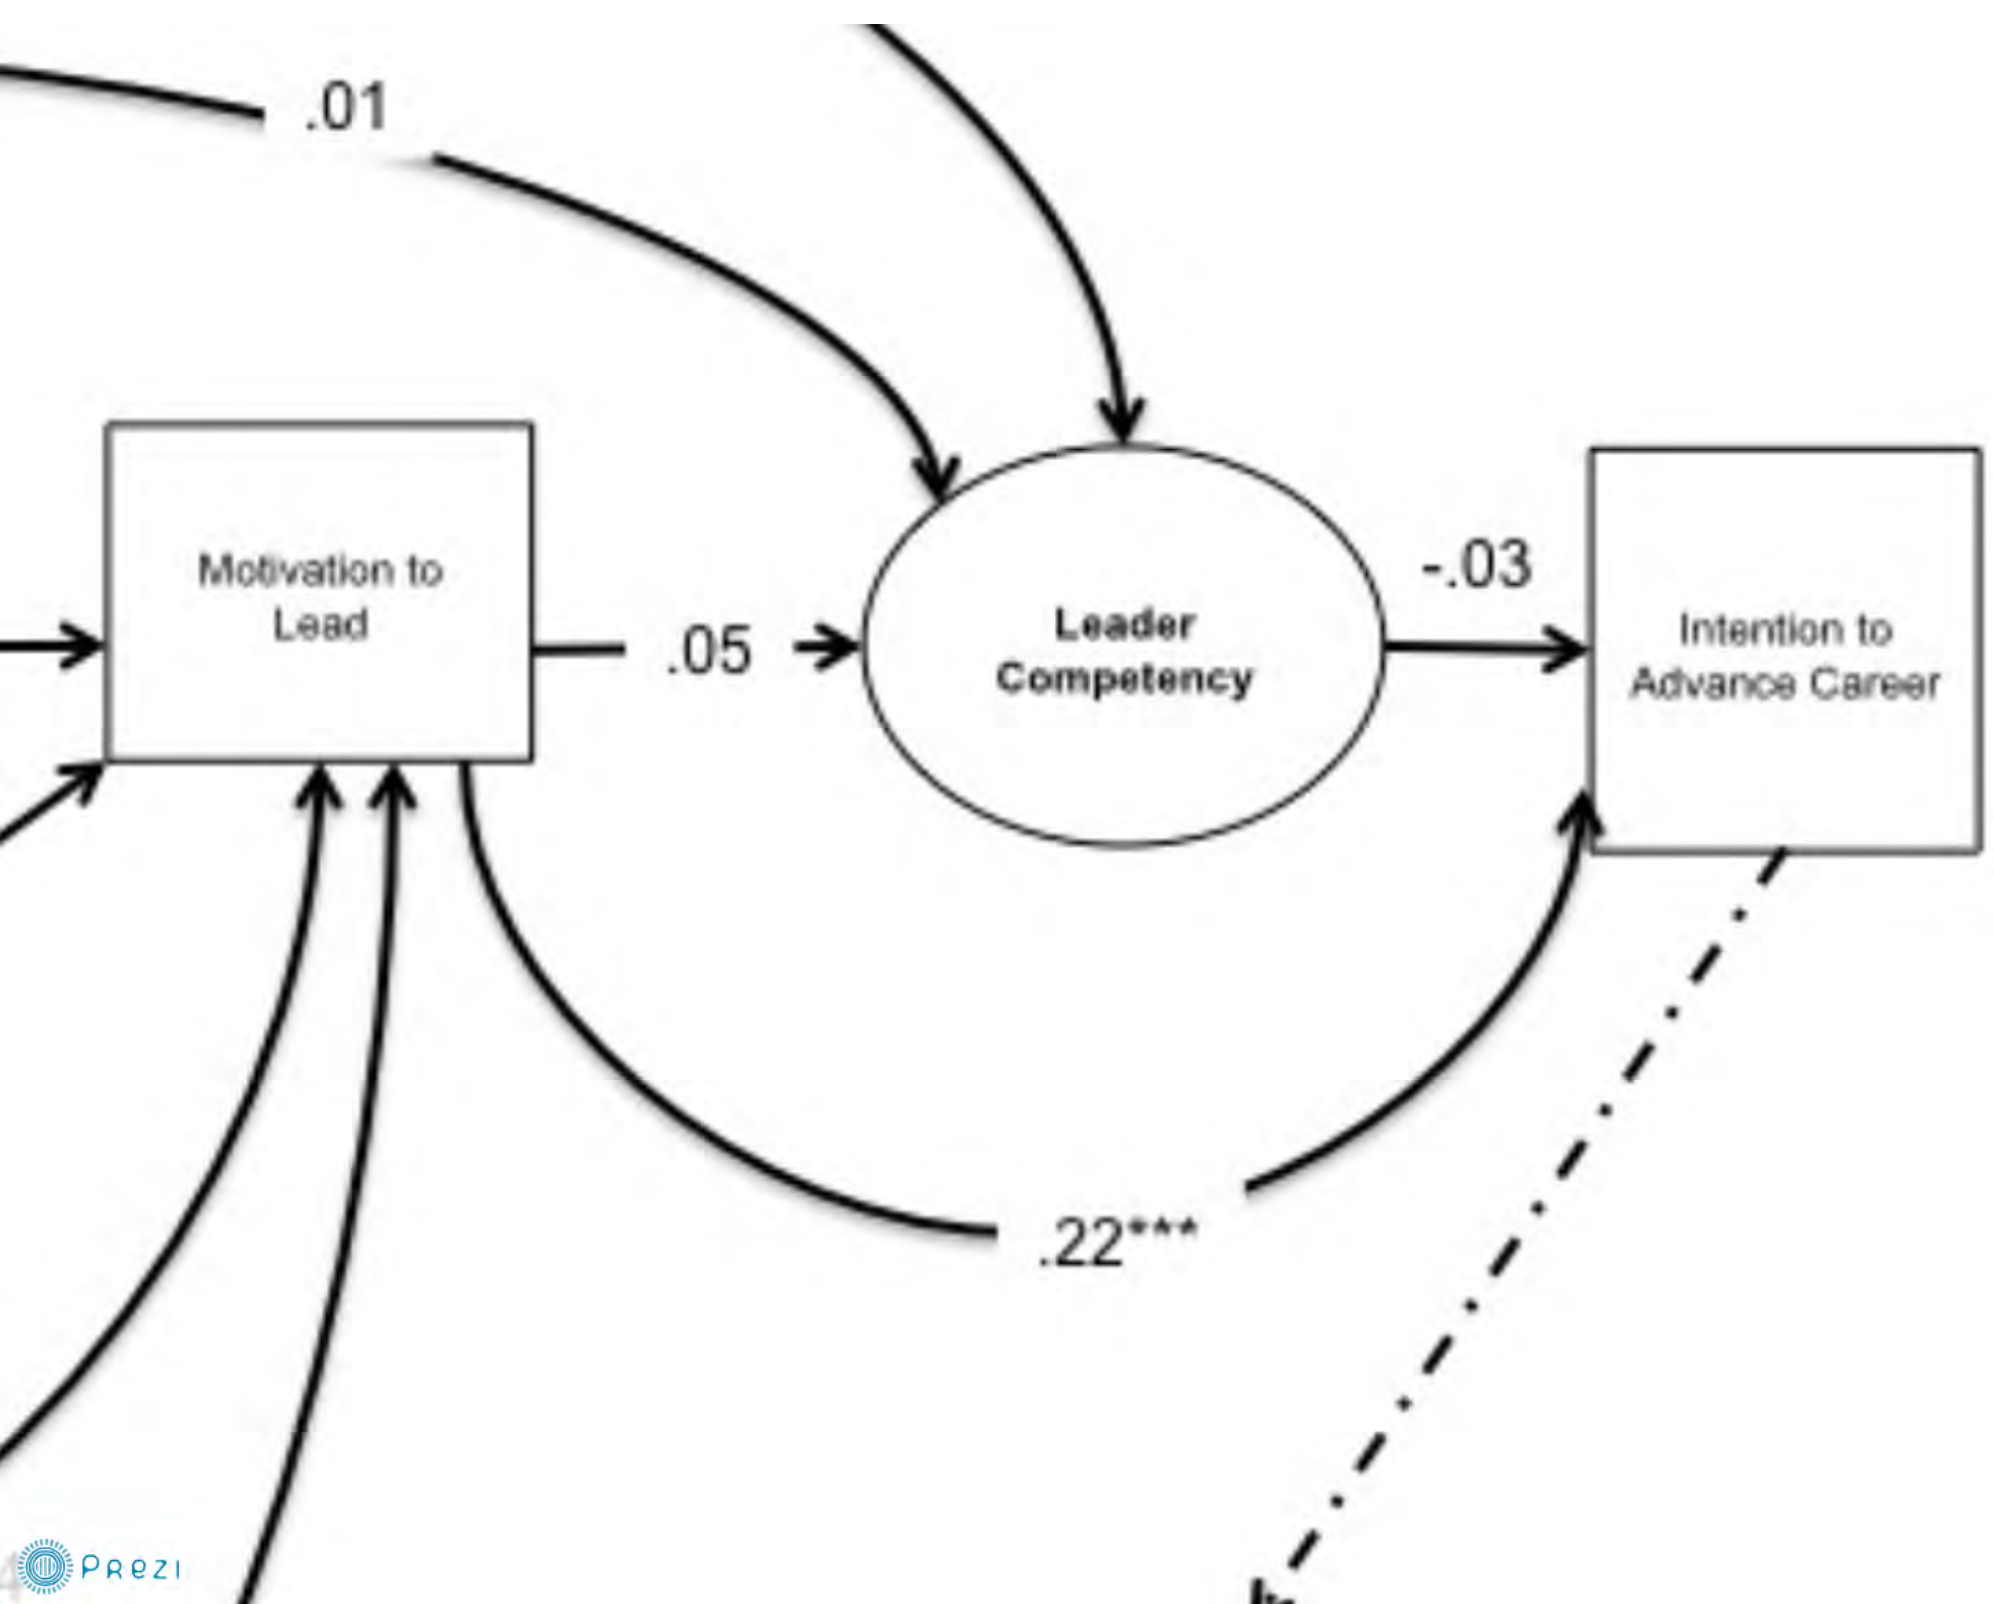 .01
Motivation to
Lead
.05
Leader
Competency
-.03
Intention to
Advance Career
.22***
Prezi